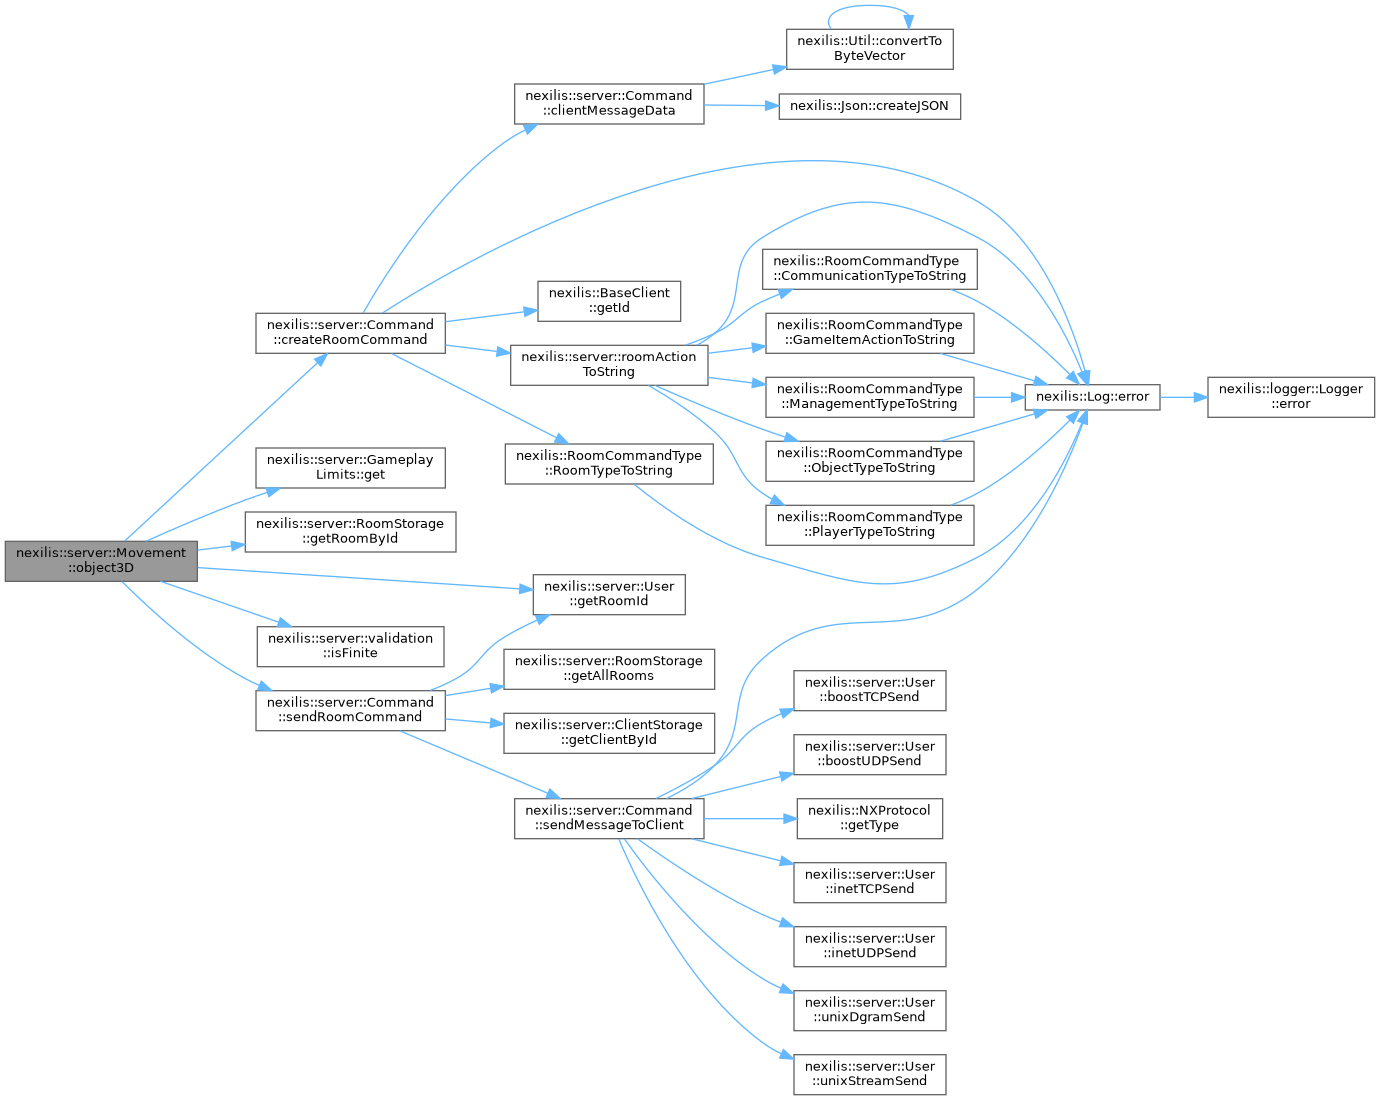 nexilis::Util::convertTo
ByteVector
nexilis::server::Command
::clientMessageData
nexilis::Json::createJSON
nexilis::RoomCommandType
::CommunicationTypeToString
nexilis::BaseClient
::getId
nexilis::server::Command
::createRoomCommand
nexilis::RoomCommandType
::GameItemActionToString
nexilis::server::roomAction
ToString
nexilis::RoomCommandType
::ManagementTypeToString
nexilis::Log::error
nexilis::logger::Logger
::error
nexilis::server::Gameplay
Limits::get
nexilis::RoomCommandType
::RoomTypeToString
nexilis::RoomCommandType
::ObjectTypeToString
nexilis::server::RoomStorage
::getRoomById
nexilis::RoomCommandType
::PlayerTypeToString
nexilis::server::Movement
::object3D
nexilis::server::User
::getRoomId
nexilis::server::validation
::isFinite
nexilis::server::RoomStorage
::getAllRooms
nexilis::server::Command
::sendRoomCommand
nexilis::server::User
::boostTCPSend
nexilis::server::ClientStorage
::getClientById
nexilis::server::User
::boostUDPSend
nexilis::server::Command
::sendMessageToClient
nexilis::NXProtocol
::getType
nexilis::server::User
::inetTCPSend
nexilis::server::User
::inetUDPSend
nexilis::server::User
::unixDgramSend
nexilis::server::User
::unixStreamSend